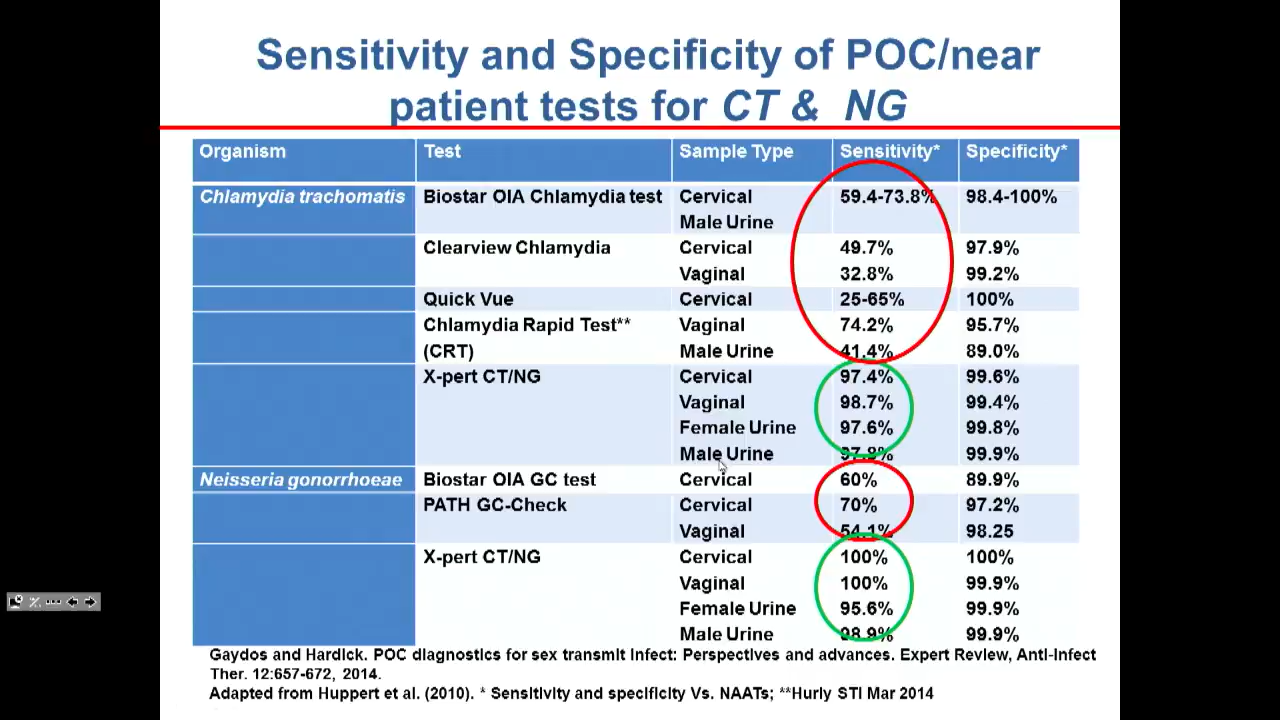 Sensitivity and Specificity of POC/near
patient tests for CT & NG
Organism Test Sample Type Sensitivity* Specificity*
Chlamydia trachomatis Biostar OIA Chlamydia test Cervical 59.4-73.8% 98.4-100%
Male Urine
Clearview Chlamydia Cervical 49.7% 97.9%
Vaginal 32.8% 99.2%
Quick Vue Cervical 25-65% 100%
Chlamydia Rapid Test** Vaginal 74.2% 95.7%
(CRT) Male Urine 41.4% 89.0%
X-pert CT/NG Cervical 97.4% 99.6%
Vaginal 98.7% 99.4%
Female Urine 97.6% 99.8%
Male Urine 97.8% 99.9%
Neisseria gonorrhoeae Biostar OIA GC test Cervical 60% 89.9%
PATH GC-Check Cervical 70% 97.2%
Vaginal 54.1% 98.25
X-pert CT/NG Cervical 100% 100%
Vaginal 100% 99.9%
Female Urine 95.6% 99.9%
Male Urine 98.9% 99.9%
Gaydos and Hardick. POC diagnostics for sex transmit Infect: Perspectives and advances. Expert Review, Anti-Infect
Ther. 12:657-672, 2014.
Adapted from Huppert et al. (2010). * Sensitivity and specificity Vs. NAATs; **Hurly STI Mar 2014